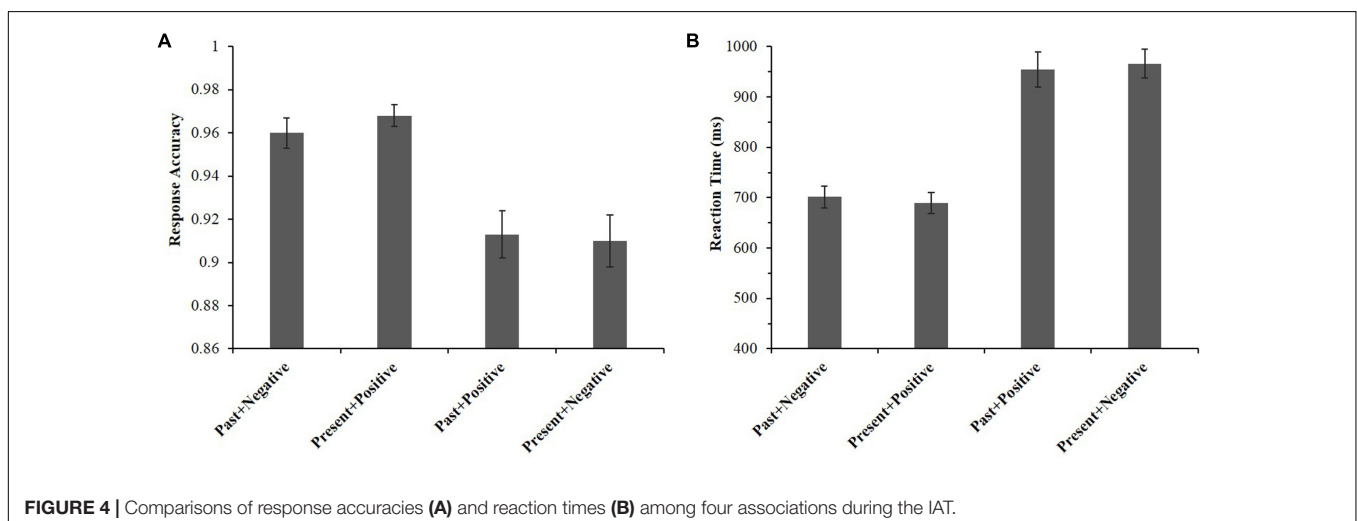 A
Response Accuracy
1
0.98
0.96
0.94
0.92
0.9
0.88
0.86
Past+Negative
Present+Positive
Past+Positive
Present+Negative
B
Reaction Time (ms)
1000
900
800
700
600
500
400
Past+Negative
Present+Positive
Past+Positive
Present+Negative
FIGURE 4 | Comparisons of response accuracies (A) and reaction times (B) among four associations during the IAT.